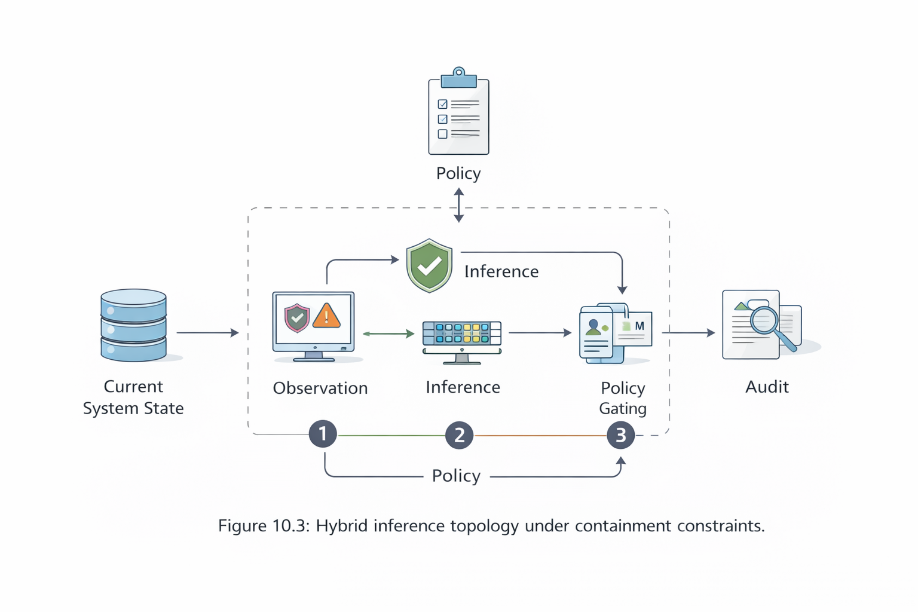 Policy
Inference
M
Current
System State
Observation
Inference
Policy
Gating
Audit
1
2
3
Policy
Figure 10.3: Hybrid inference topology under containment constraints.